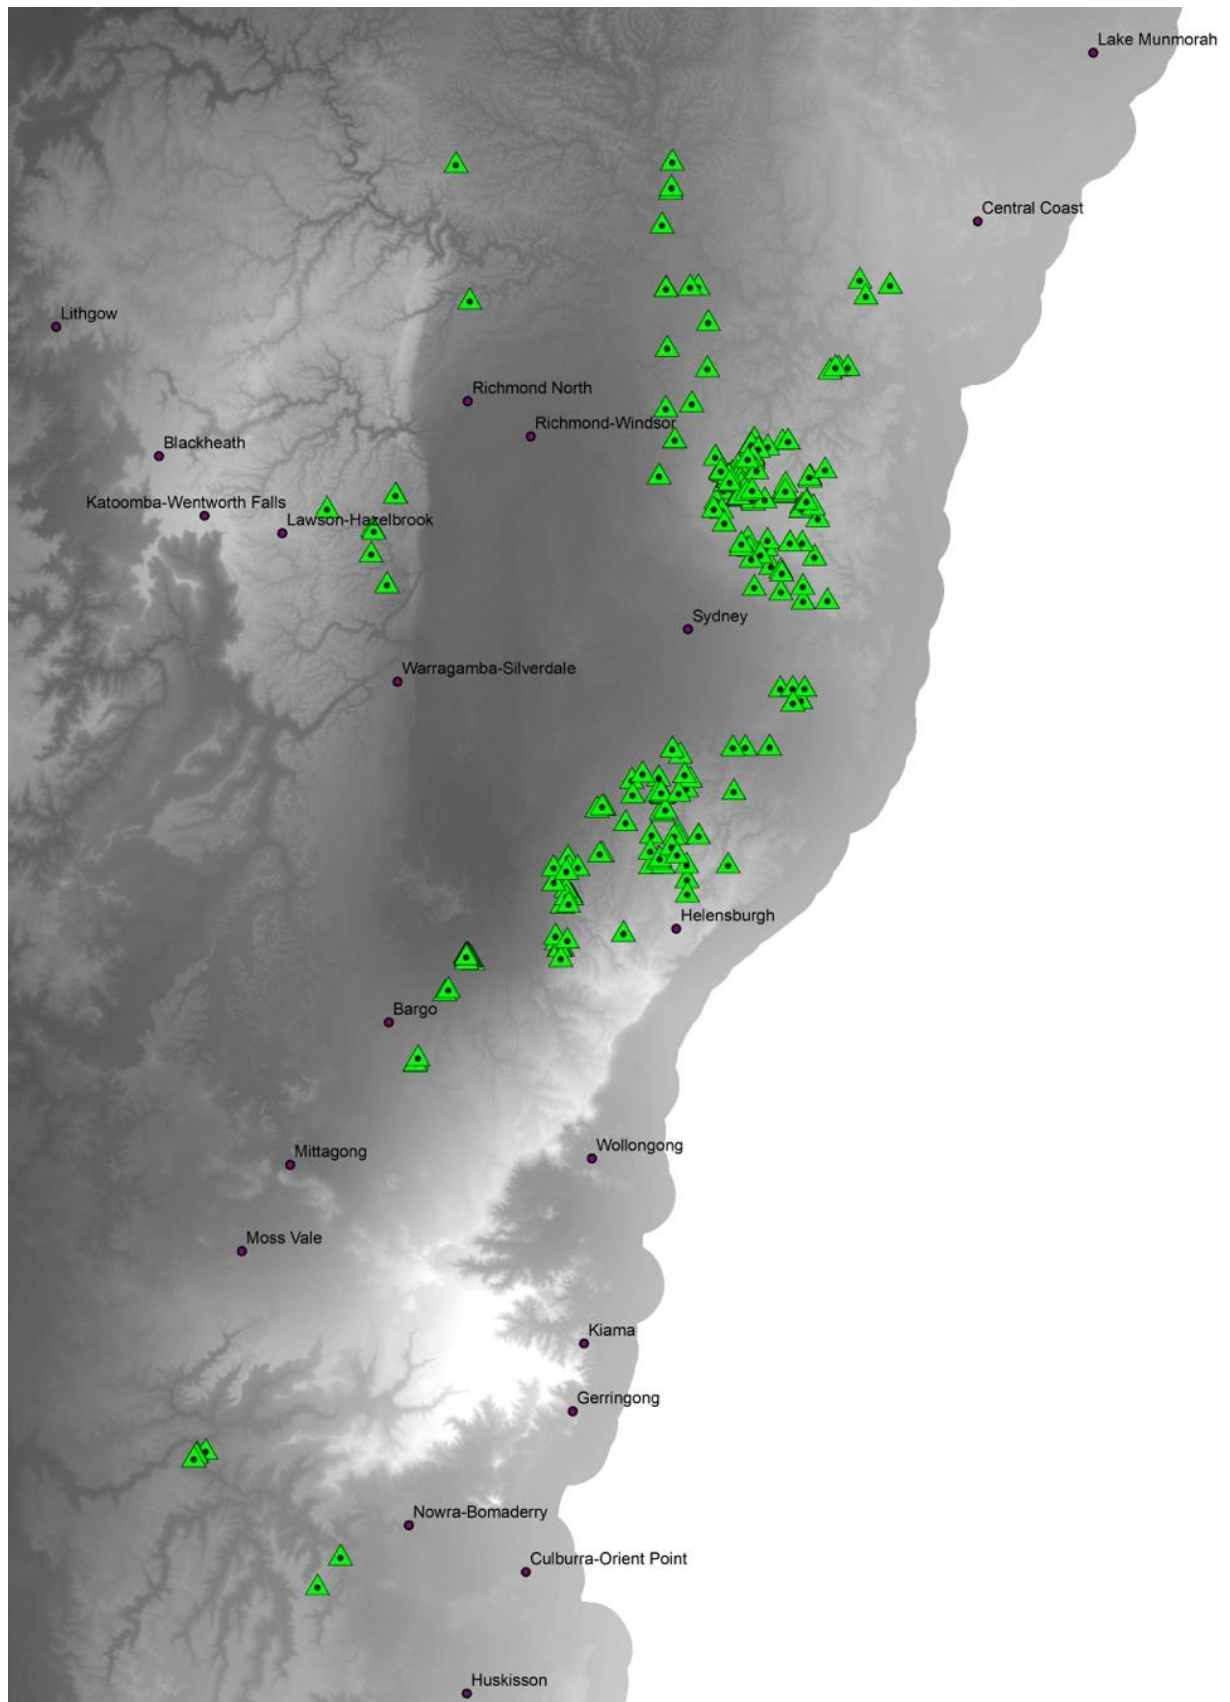 Lake Munmorah
Central Coast
Lithgow
Richmond North
Richmond-Windsor
Blackheath
Katoomba-Wentworth Falls
Lawson-Hazelbrook
Sydney
Warragamba-Silverdale
Helensburgh
Bargo
Wollongong
Mittagong
Moss Vale
Kiama
Gerringong
Nowra-Bomaderry
Culburra-Orient Point
Huskisson